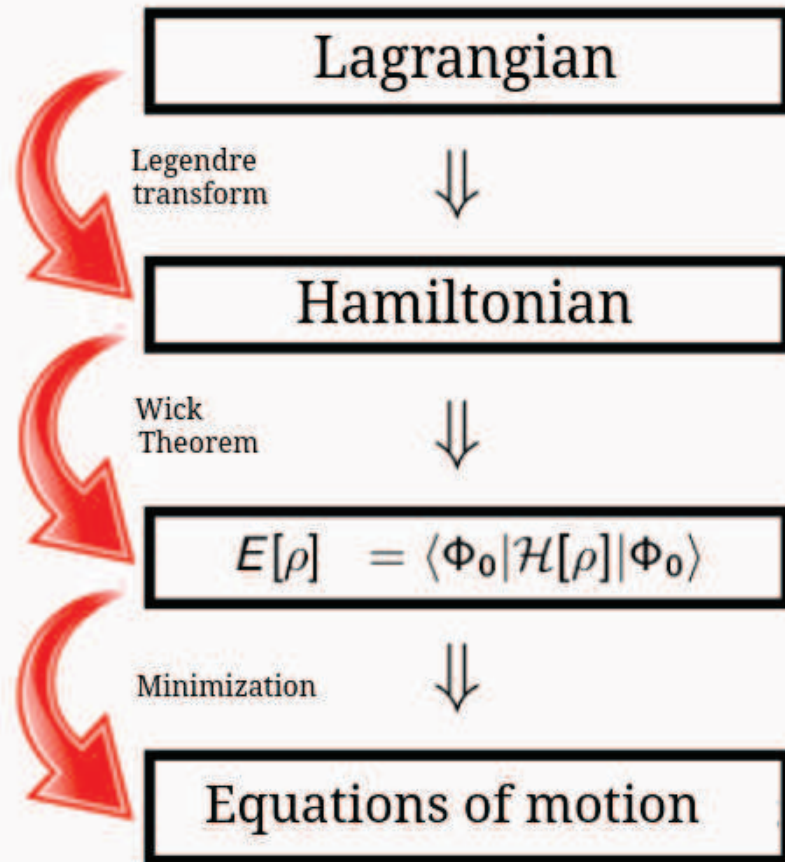 Lagrangian
Legendre
transform
⇓
Hamiltonian
Wick
Theorem
⇓
E[ρ] = ⟨Φ₀|ℋ[ρ]|Φ₀⟩
Minimization
⇓
Equations of motion